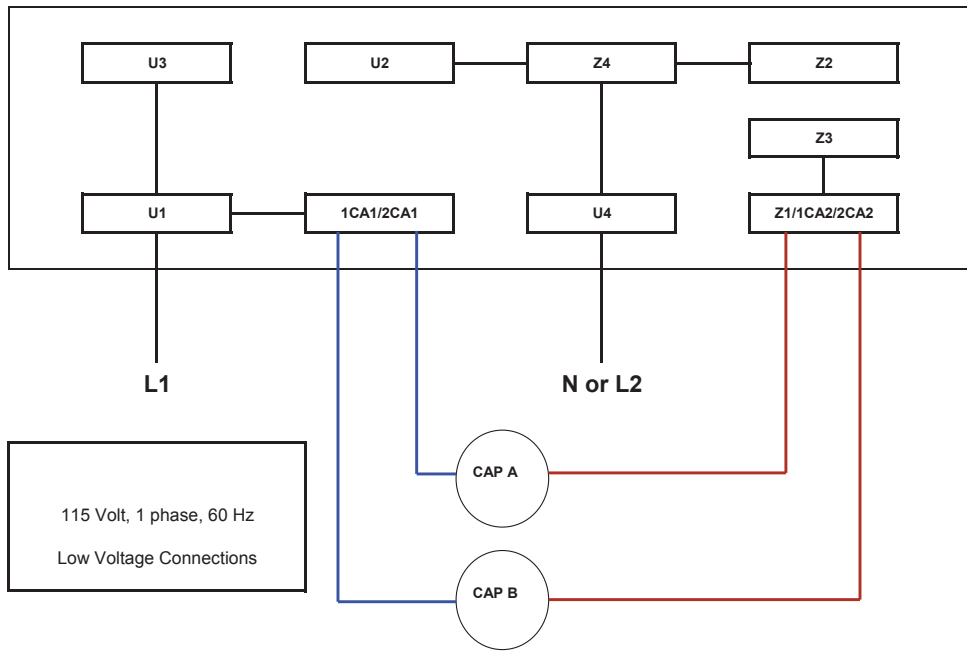 U3
U2
Z4
Z2
Z3
U1
1CA1/2CA1
U4
Z1/1CA2/2CA2
L1
N or L2
CAP A
115 Volt, 1 phase, 60 Hz
Low Voltage Connections
CAP B